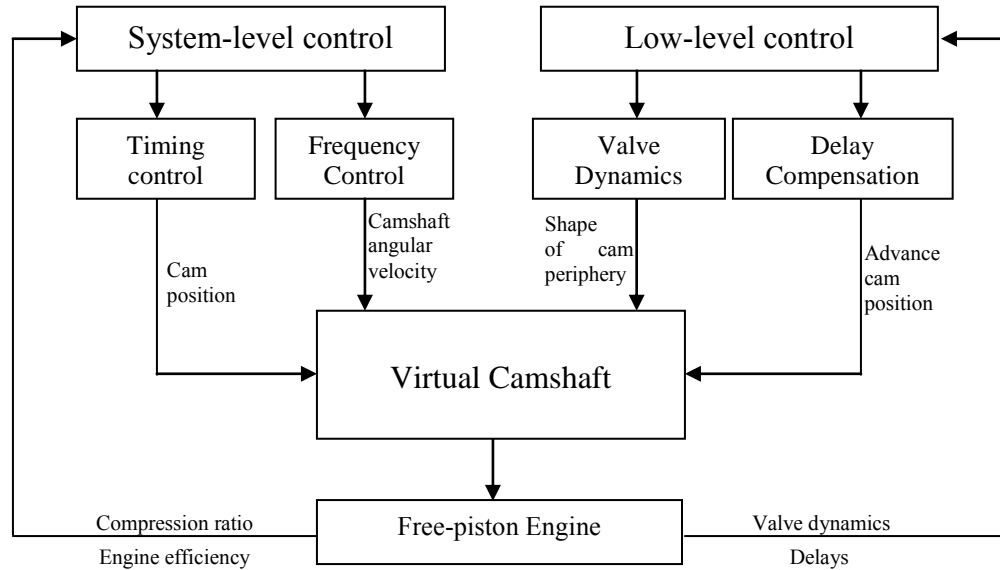 System-level control
Low-level control
Timing
control
Frequency
Control
Valve
Dynamics
Delay
Compensation
Cam
position
Camshaft
angular
velocity
Shape
of cam
periphery
Advance
cam
position
Virtual Camshaft
Free-piston Engine
Compression ratio
Engine efficiency
Valve dynamics
Delays